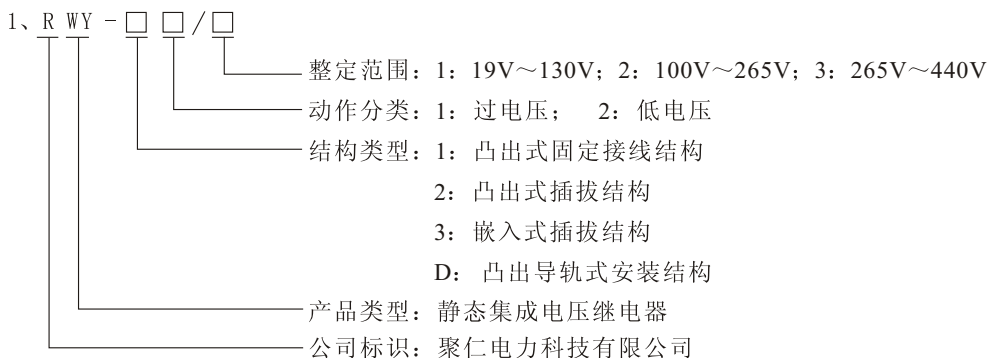 1、R WY-□ □/□
整定范围：1：19V～130V；2：100V～265V；3：265V～440V
动作分类：1：过电压； 2：低电压
结构类型：1：凸出式固定接线结构
2：凸出式插拔结构
3：嵌入式插拔结构
D：凸出导轨式安装结构
产品类型：静态集成电压继电器
公司标识：聚仁电力科技有限公司